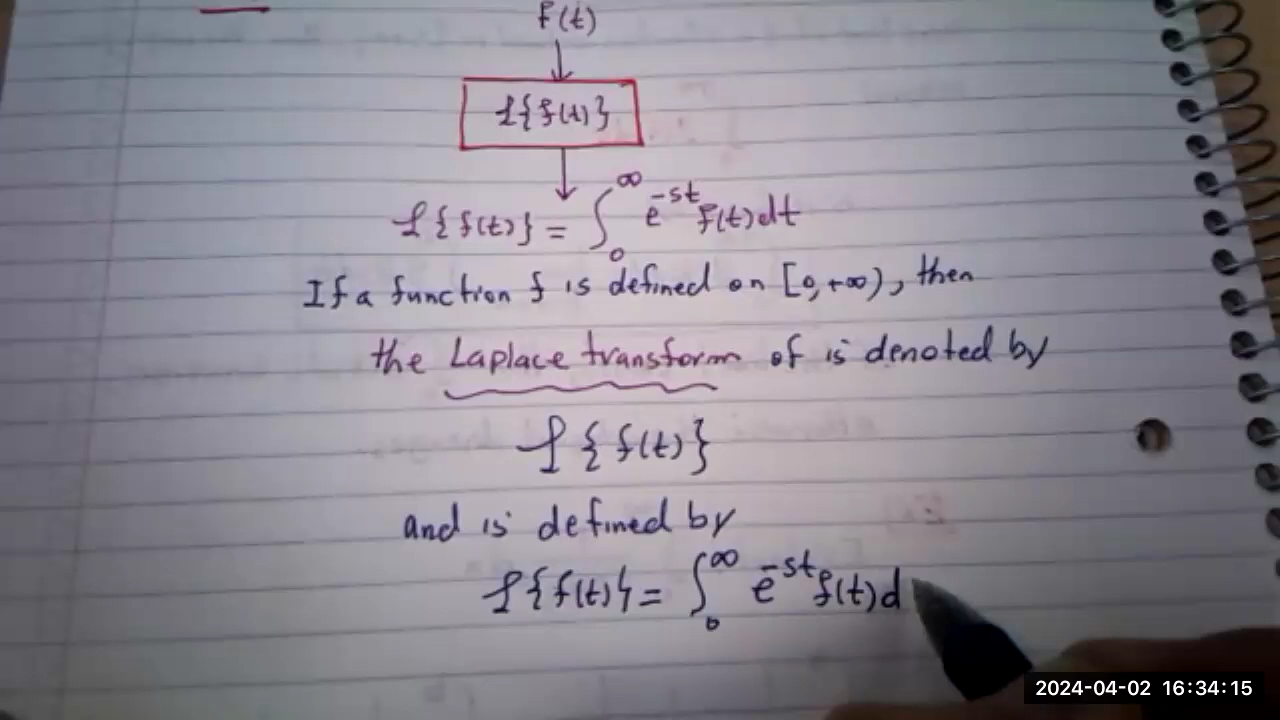 f(t)
ℒ{f(t)}
ℒ{f(t)} = ∫₀^∞ e^{-st} f(t)dt
If a function f is defined on [0,+∞), then
the Laplace transform of is denoted by
ℒ{f(t)}
and is defined by
ℒ{f(t)} = ∫₀^∞ e^{-st} f(t)d
2024-04-02 16:34:15